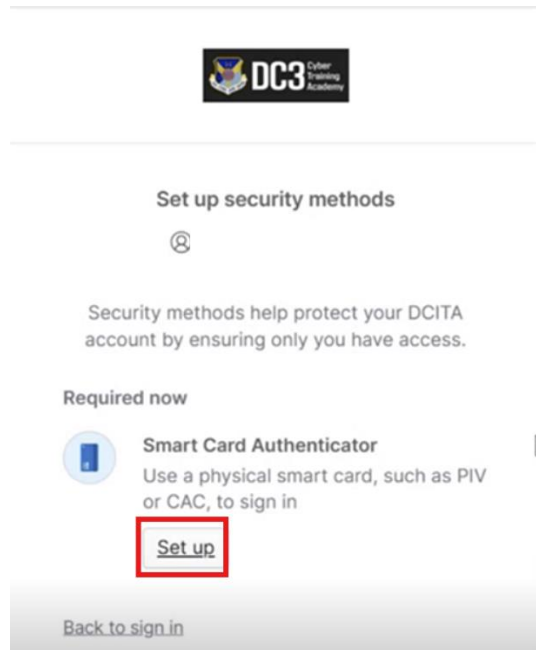 DC3 Cyber
Training
Academy
Set up security methods
Security methods help protect your DCITA
account by ensuring only you have access.
Required now
Smart Card Authenticator
Use a physical smart card, such as PIV
or CAC, to sign in
Set up
Back to sign in